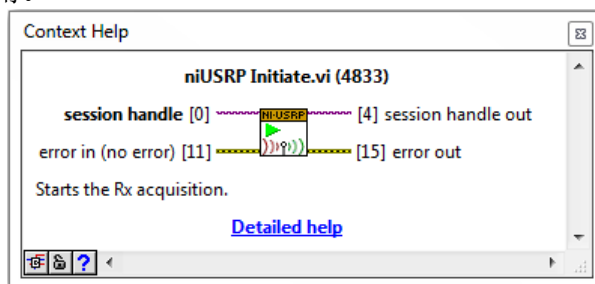 Context Help
niUSRP Initiate.vi (4833)
session handle [0] NI-USRP [4] session handle out
error in (no error) [11] [15] error out
Starts the Rx acquisition.
Detailed help
?